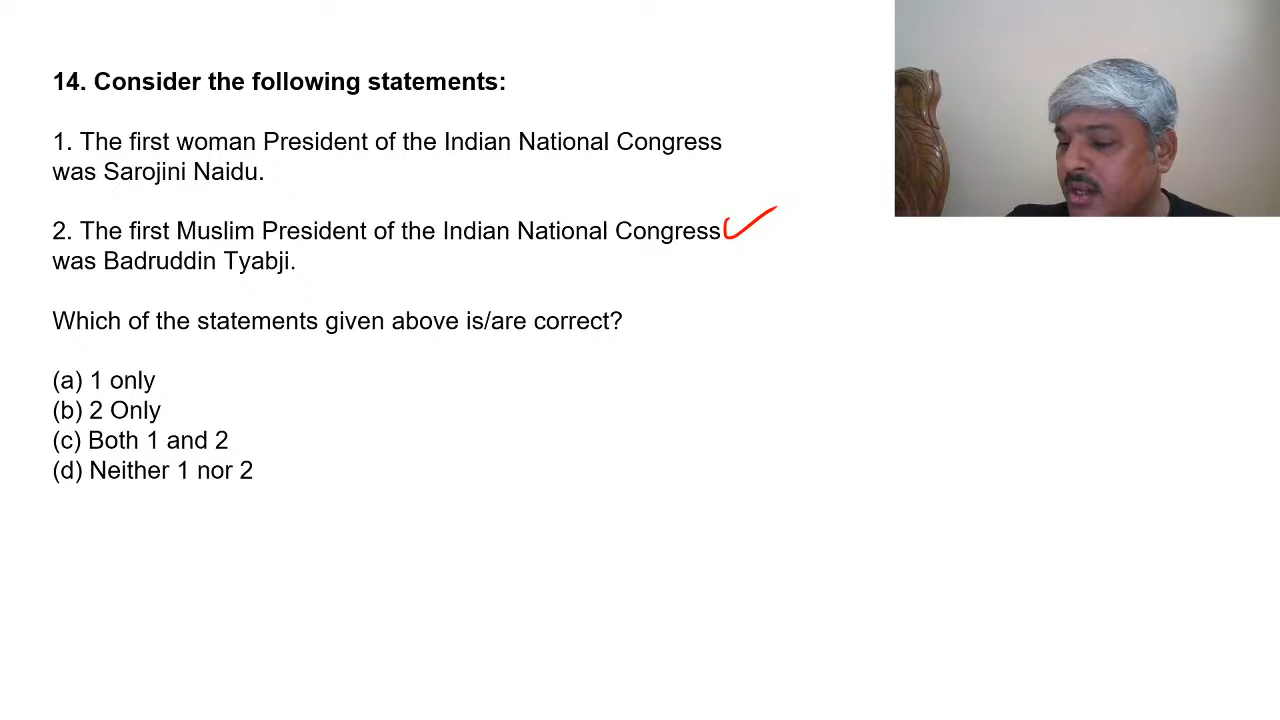 14. Consider the following statements:
1. The first woman President of the Indian National Congress
was Sarojini Naidu.
2. The first Muslim President of the Indian National Congress
was Badruddin Tyabji.
Which of the statements given above is/are correct?
(a) 1 only
(b) 2 Only
(c) Both 1 and 2
(d) Neither 1 nor 2